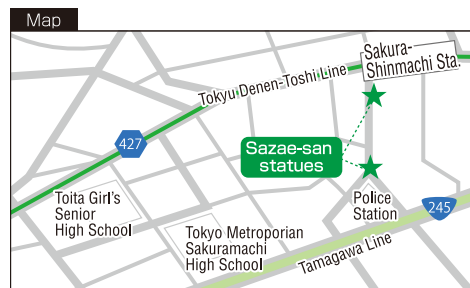 Map
Sakura-
Shinmachi Sta.
Tokyu Denen-Toshi Line
427
Sazae-san
statues
Toita Girl's
Senior
High School
Police
Station
245
Tokyo Metroporian
Sakuramachi
High School
Tamagawa Line